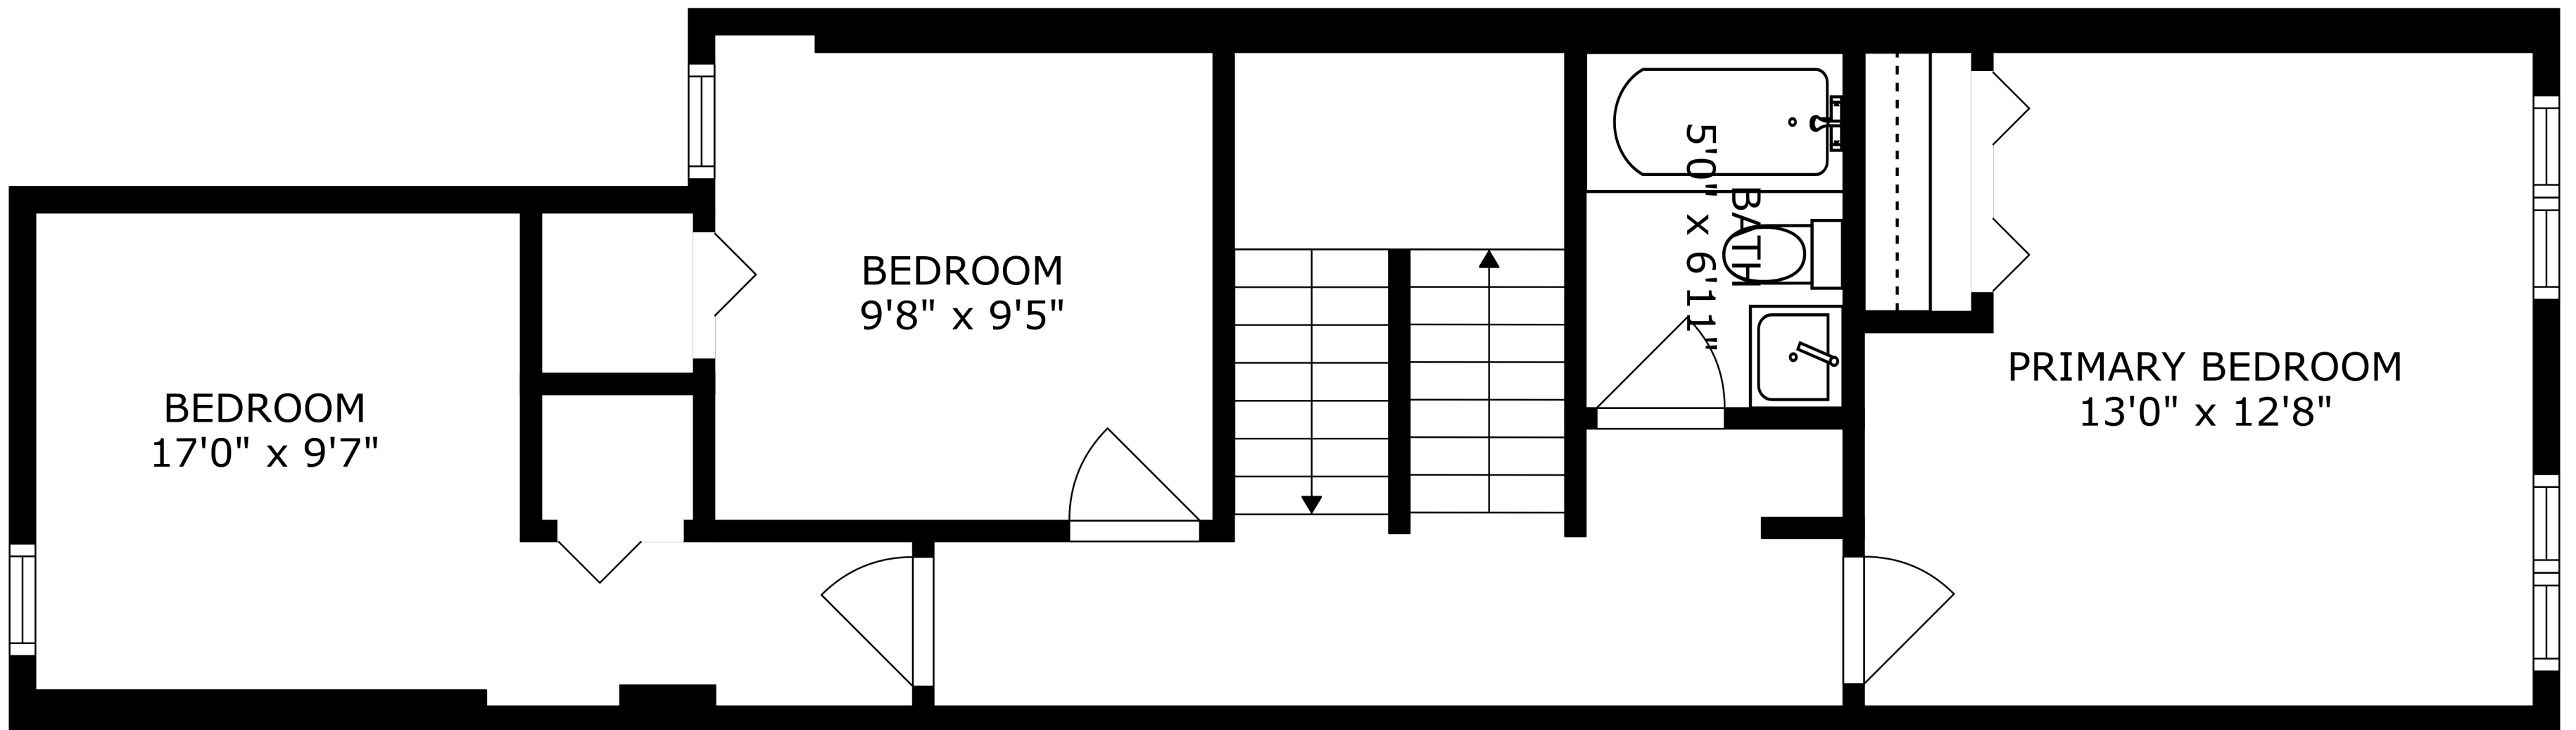 BEDROOM
17'0" x 9'7"
BEDROOM
9'8" x 9'5"
BATH
5'0" x 6'11"
PRIMARY BEDROOM
13'0" x 12'8"